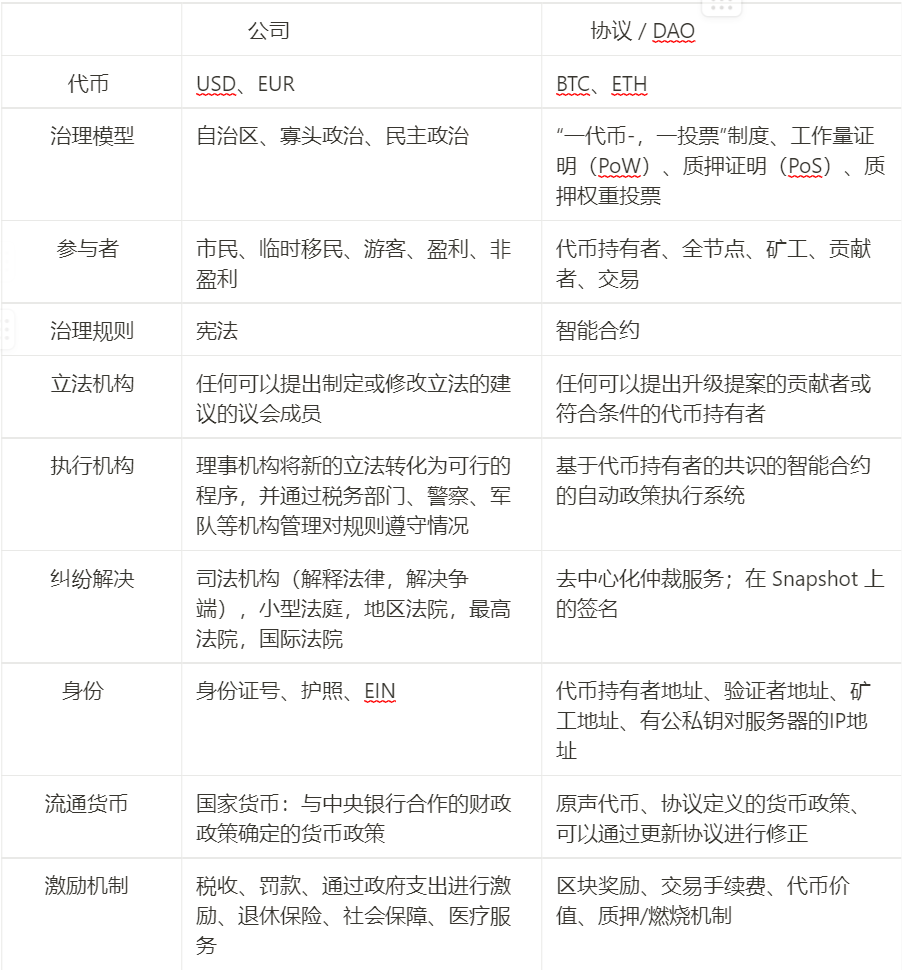 公司
协议 / DAO
代币
USD、EUR
BTC、ETH
治理模型
自治区、寡头政治、民主政治
“一代币-，一投票”制度、工作量证
明（PoW）、质押证明（PoS）、质
押权重投票
参与者
市民、临时移民、游客、盈利、非
盈利
代币持有者、全节点、矿工、贡献
者、交易
治理规则
宪法
智能合约
立法机构
任何可以提出制定或修改立法的建
议的议会成员
任何可以提出升级提案的贡献者或
符合条件的代币持有者
执行机构
理事机构将新的立法转化为可行的
程序，并通过税务部门、警察、军
队等机构管理对规则遵守情况
基于代币持有者的共识的智能合约
的自动政策执行系统
纠纷解决
司法机构（解释法律，解决争
端），小型法庭，地区法院，最高
法院，国际法院
去中心化仲裁服务；在 Snapshot 上
的签名
身份
身份证号、护照、EIN
代币持有者地址、验证者地址、矿
工地址、有公私钥对服务器的IP地
址
流通货币
国家货币：与中央银行合作的财政
政策确定的货币政策
原声代币、协议定义的货币政策、
可以通过更新协议进行修正
激励机制
税收、罚款、通过政府支出进行激
励、退休保险、社会保障、医疗服
务
区块奖励、交易手续费、代币价
值、质押/燃烧机制